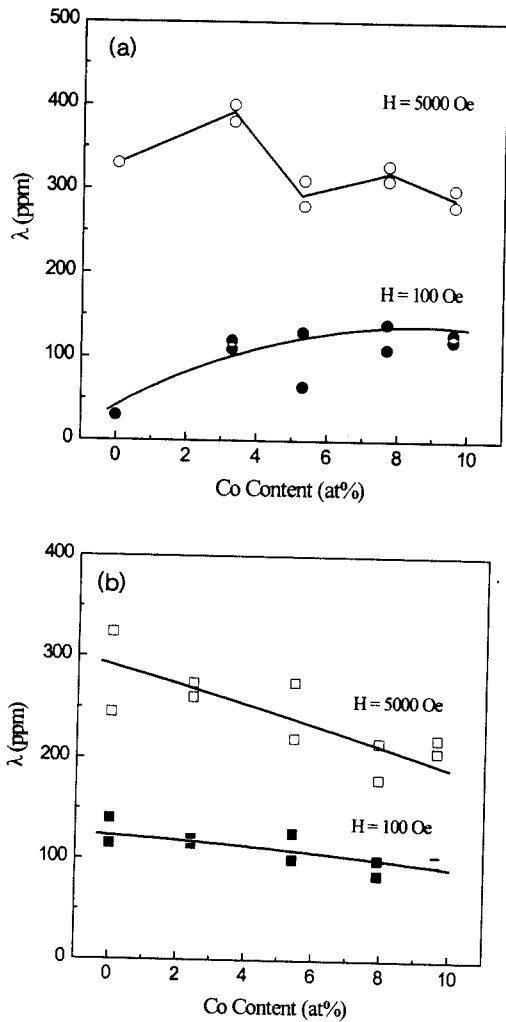 (a)
500
400
300
200
100
0
λ (ppm)
H = 5000 Oe
H = 100 Oe
0 2 4 6 8 10
Co Content (at%)
(b)
400
300
200
100
0
λ (ppm)
H = 5000 Oe
H = 100 Oe
0 2 4 6 8 10
Co Content (at%)